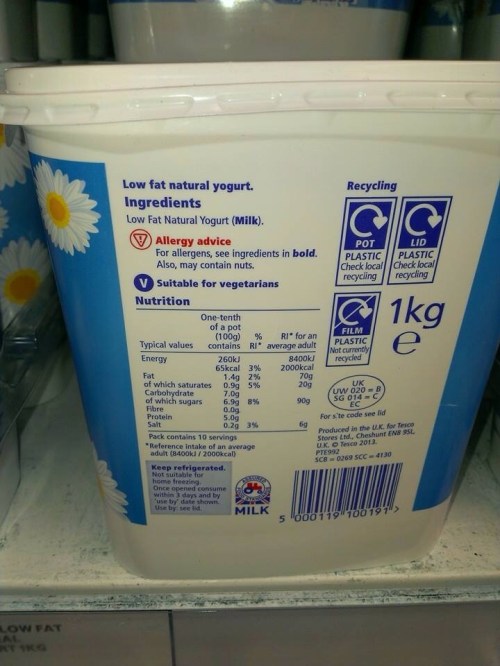 Low fat natural yogurt.
Ingredients
Low Fat Natural Yogurt (Milk).
Allergy advice
For allergens, see ingredients in bold.
Also, may contain nuts.
V Suitable for vegetarians
Nutrition
One-tenth
of a pot
(100g) % RI* for an
Typical values contains RI* average adult
Energy 260kJ 8400kJ
65kcal 3% 2000kcal
Fat 1.4g 2% 70g
of which saturates 0.9g 5% 20g
Carbohydrate 7.0g
of which sugars 6.9g 8% 90g
Fibre 0.0g
Protein 5.0g
Salt 0.2g 3% 6g
Pack contains 10 servings
*Reference intake of an average
adult (8400kJ / 2000kcal)
Keep refrigerated.
Not suitable for
home freezing.
Once opened consume
within 3 days and by
'use by' date shown.
Use by: see lid.
MILK
Recycling
POT
PLASTIC
Check local
recycling
LID
PLASTIC
Check local
recycling
FILM
PLASTIC
Not currently
recycled
1kg
e
UK
UW 020 = B
SG 014 = C
EC
For s'te code see lid
Produced in the U.K. for Tesco
Stores Ltd., Cheshunt EN8 9SL,
U.K. © Tesco 2013.
PTE992
SCB = 0269 SCC = 4130
5 000119 100191 >
LOW FAT
1KG